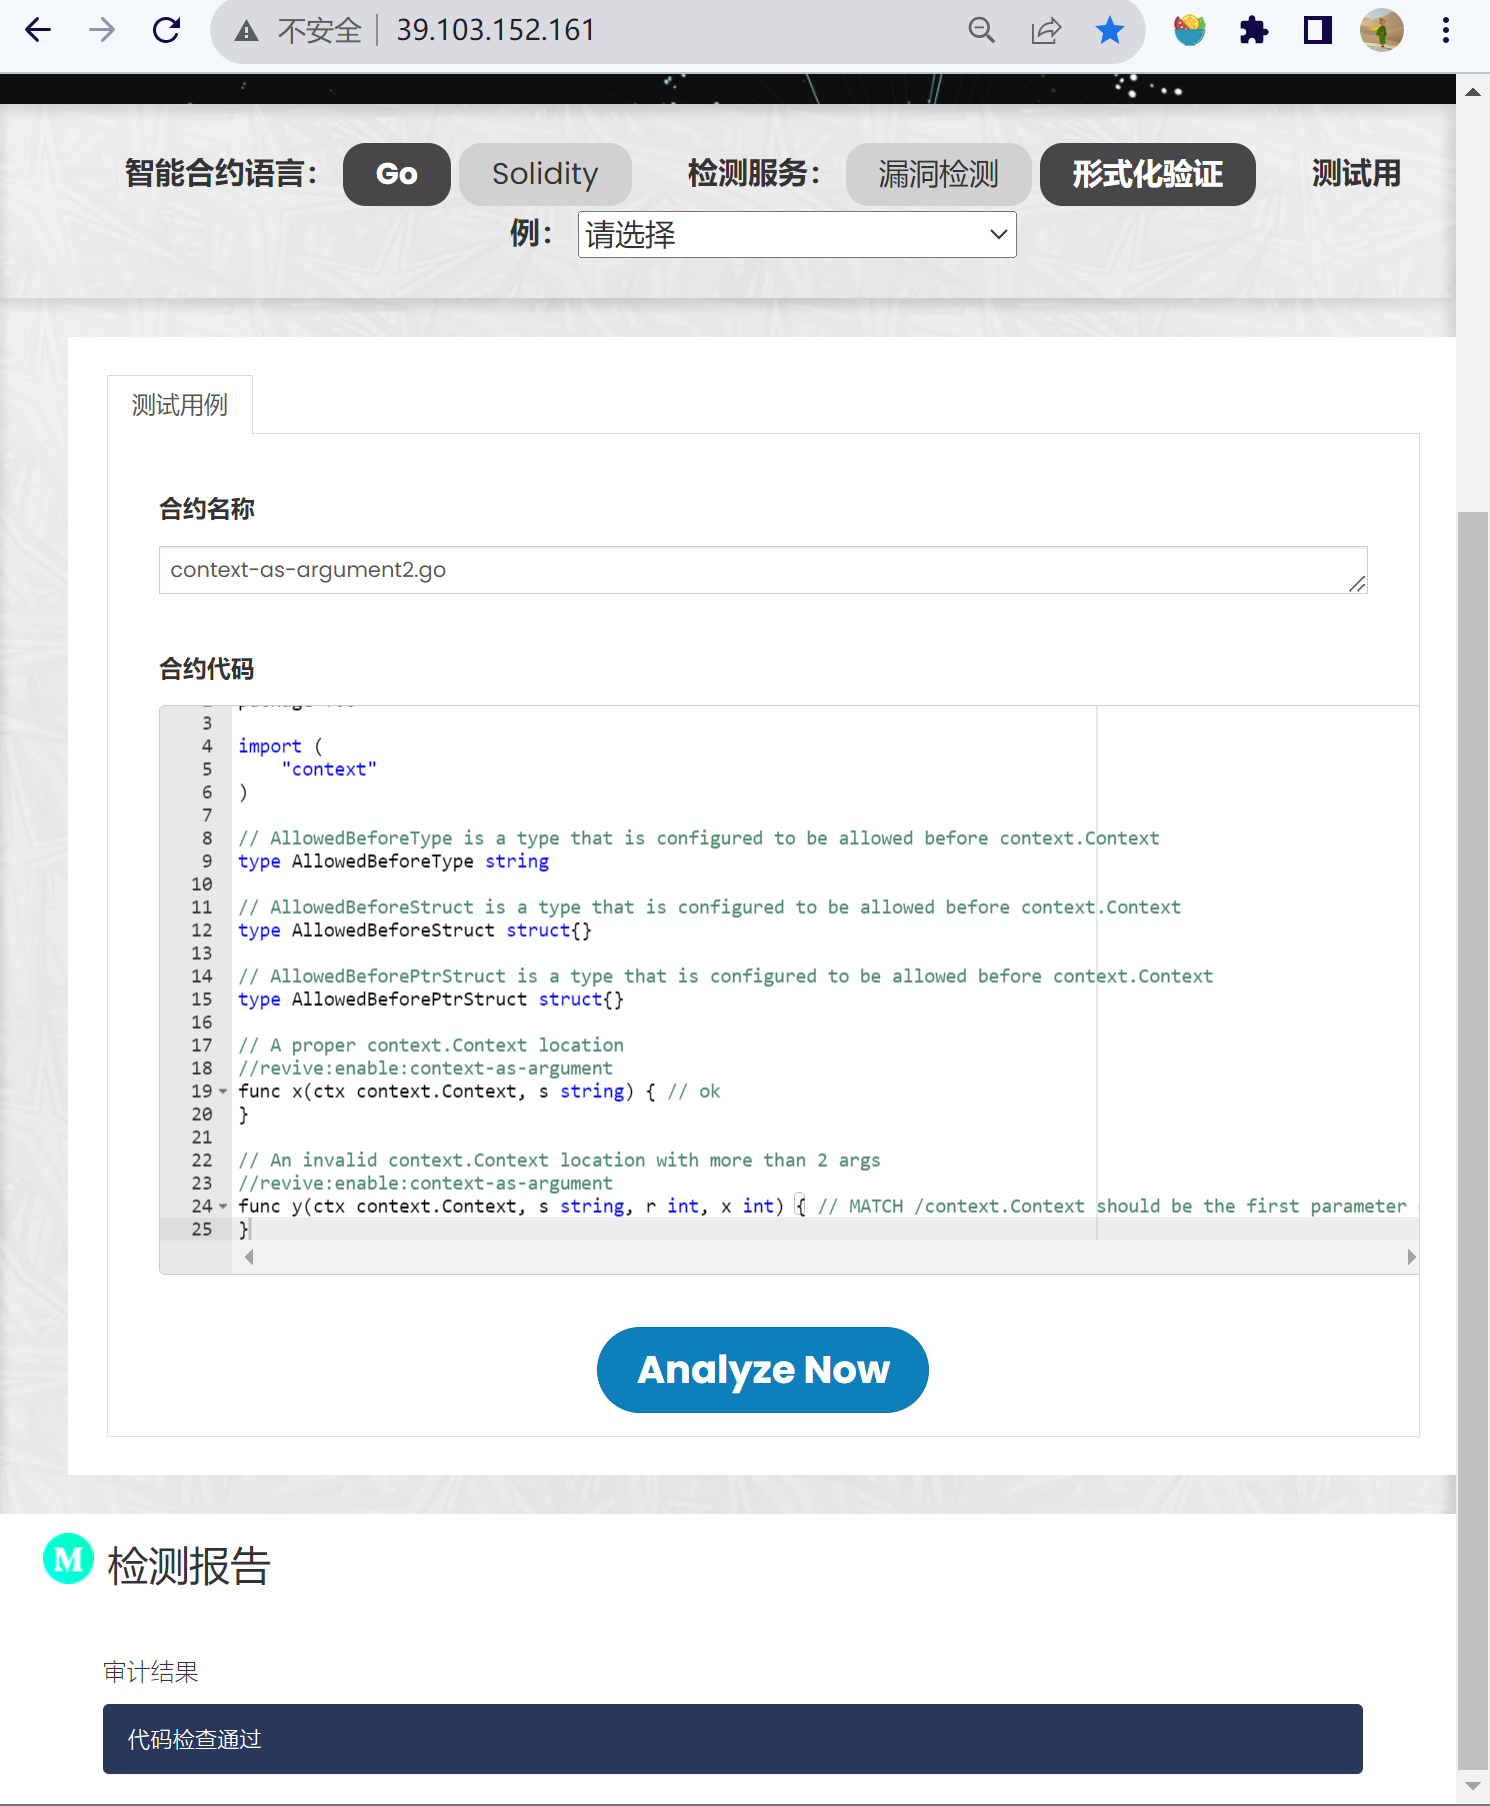 不安全 39.103.152.161
智能合约语言： Go Solidity 检测服务： 漏洞检测 形式化验证 测试用
例： 请选择
测试用例
合约名称
context-as-argument2.go
合约代码
3
4 import (
5 "context"
6 )
7
8 // AllowedBeforeType is a type that is configured to be allowed before context.Context
9 type AllowedBeforeType string
10
11 // AllowedBeforeStruct is a type that is configured to be allowed before context.Context
12 type AllowedBeforeStruct struct{}
13
14 // AllowedBeforePtrStruct is a type that is configured to be allowed before context.Context
15 type AllowedBeforePtrStruct struct{}
16
17 // A proper context.Context location
18 //revive:enable:context-as-argument
19 func x(ctx context.Context, s string) { // ok
20 }
21
22 // An invalid context.Context location with more than 2 args
23 //revive:enable:context-as-argument
24 func y(ctx context.Context, s string, r int, x int) { // MATCH /context.Context should be the first parameter
25 }
Analyze Now
M 检测报告
审计结果
代码检查通过